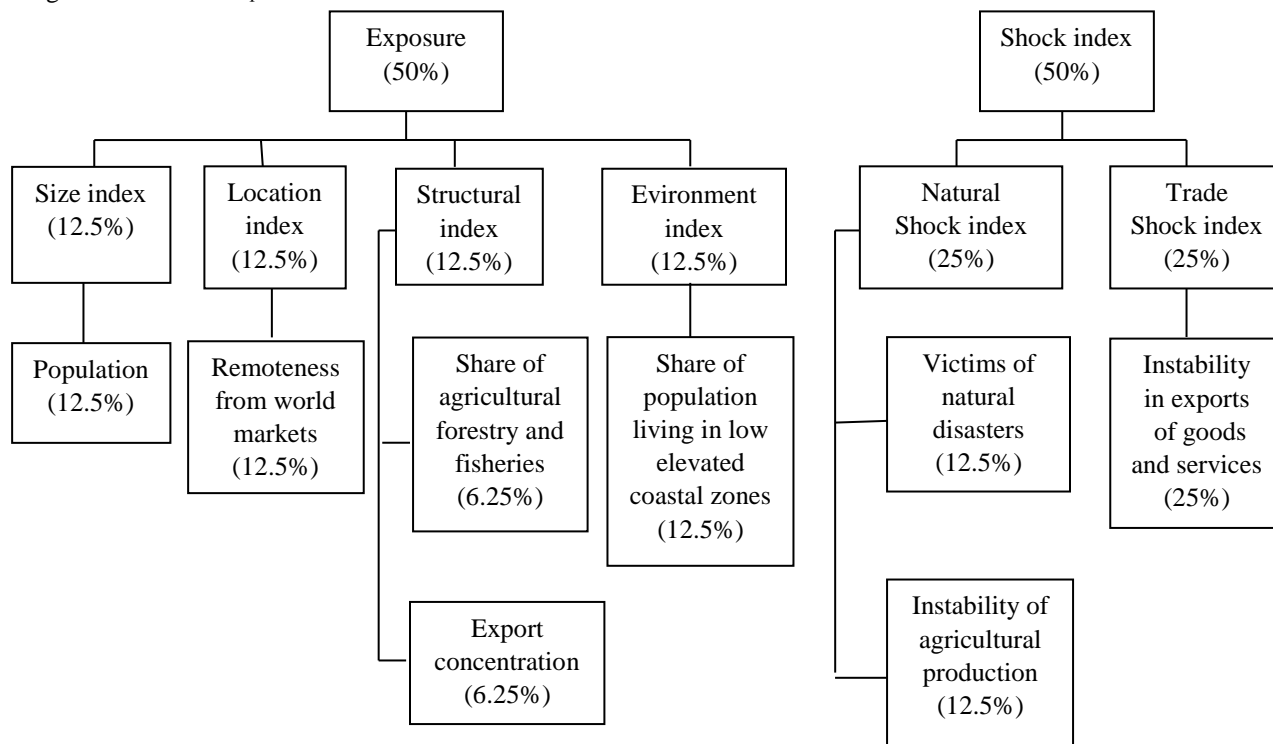 Exposure
(50%)
Shock index
(50%)
Size index
(12.5%)
Location
index
(12.5%)
Structural
index
(12.5%)
Evironment
index
(12.5%)
Natural
Shock index
(25%)
Trade
Shock index
(25%)
Population
(12.5%)
Remoteness
from world
markets
(12.5%)
Share of
agricultural
forestry and
fisheries
(6.25%)
Share of
population
living in low
elevated
coastal zones
(12.5%)
Victims of
natural
disasters
(12.5%)
Instability
in exports
of goods
and services
(25%)
Export
concentration
(6.25%)
Instability of
agricultural
production
(12.5%)